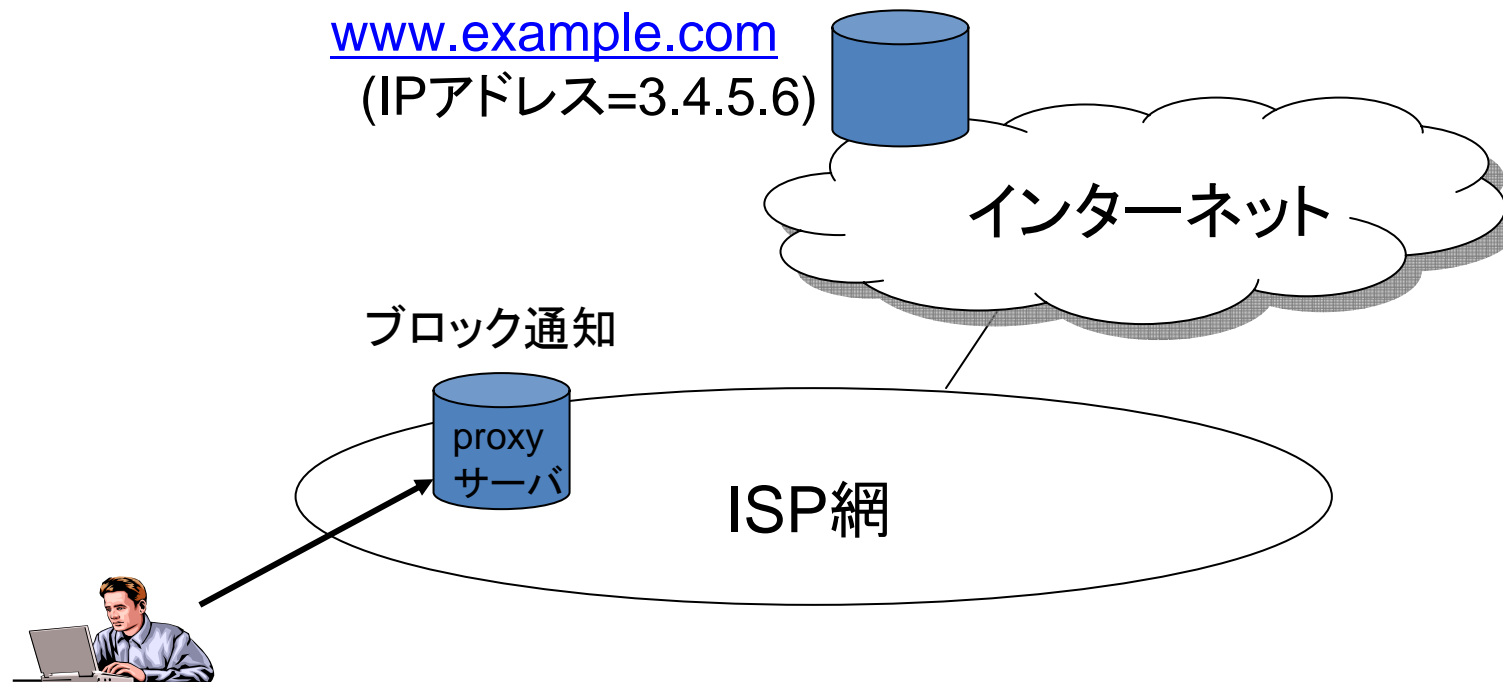 www.example.com
(IPアドレス=3.4.5.6)
インターネット
ブロック通知
proxy
サーバ
ISP網